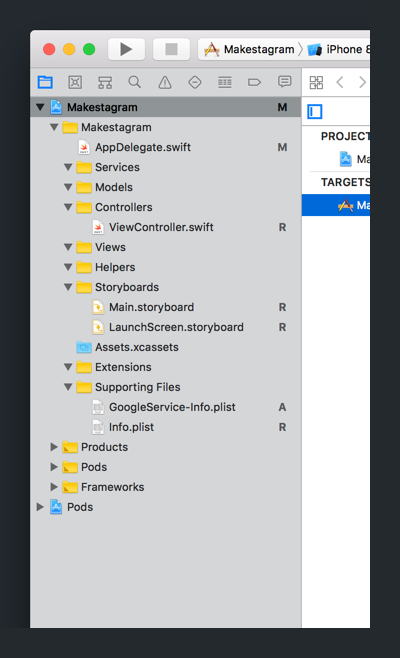 Makestagram
iPhone 8
Makestagram M
Makestagram
AppDelegate.swift M
Services
Models
Controllers
ViewController.swift R
Views
Helpers
Storyboards
Main.storyboard R
LaunchScreen.storyboard R
Assets.xcassets
Extensions
Supporting Files
GoogleService-Info.plist A
Info.plist R
Products
Pods
Frameworks
Pods
PROJECT
Ma
TARGETS
Ma